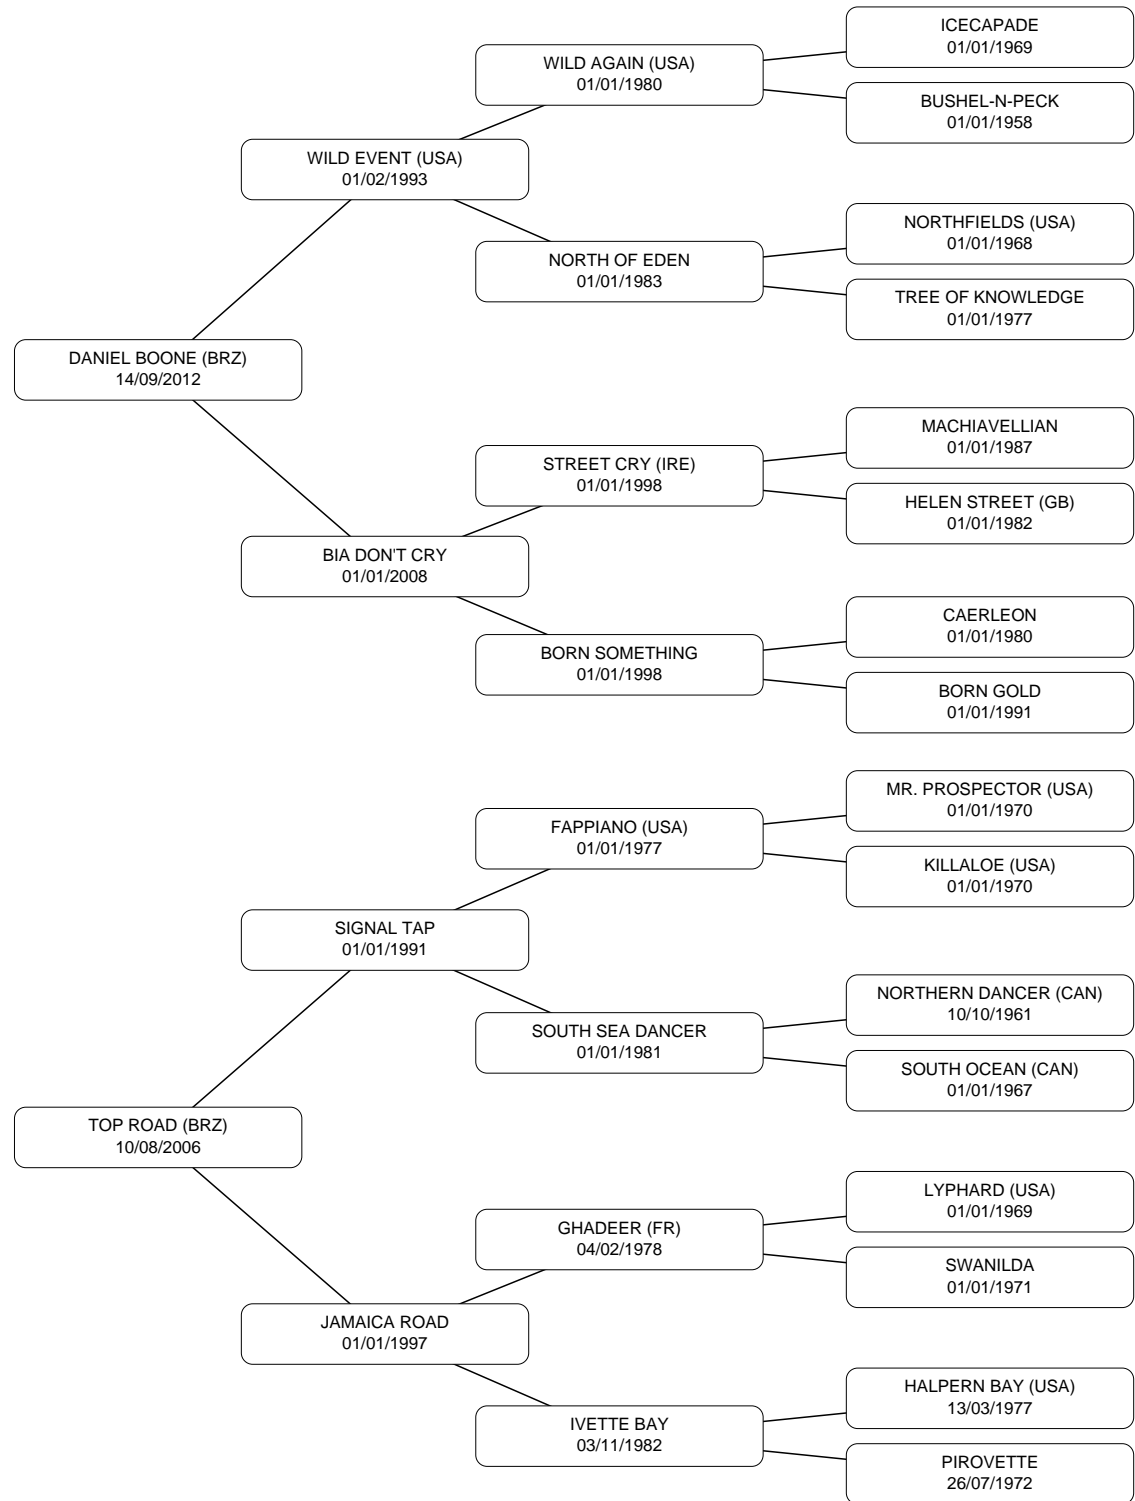 ICECAPADE
01/01/1969
WILD AGAIN (USA)
01/01/1980
BUSHEL-N-PECK
01/01/1958
WILD EVENT (USA)
01/02/1993
NORTHFIELDS (USA)
01/01/1968
NORTH OF EDEN
01/01/1983
TREE OF KNOWLEDGE
01/01/1977
DANIEL BOONE (BRZ)
14/09/2012
MACHIAVELLIAN
01/01/1987
STREET CRY (IRE)
01/01/1998
HELEN STREET (GB)
01/01/1982
BIA DON'T CRY
01/01/2008
CAERLEON
01/01/1980
BORN SOMETHING
01/01/1998
BORN GOLD
01/01/1991
MR. PROSPECTOR (USA)
01/01/1970
FAPPIANO (USA)
01/01/1977
KILLALOE (USA)
01/01/1970
SIGNAL TAP
01/01/1991
NORTHERN DANCER (CAN)
10/10/1961
SOUTH SEA DANCER
01/01/1981
SOUTH OCEAN (CAN)
01/01/1967
TOP ROAD (BRZ)
10/08/2006
LYPHARD (USA)
01/01/1969
GHADEER (FR)
04/02/1978
SWANILDA
01/01/1971
JAMAICA ROAD
01/01/1997
HALPERN BAY (USA)
13/03/1977
IVETTE BAY
03/11/1982
PIROVETTE
26/07/1972